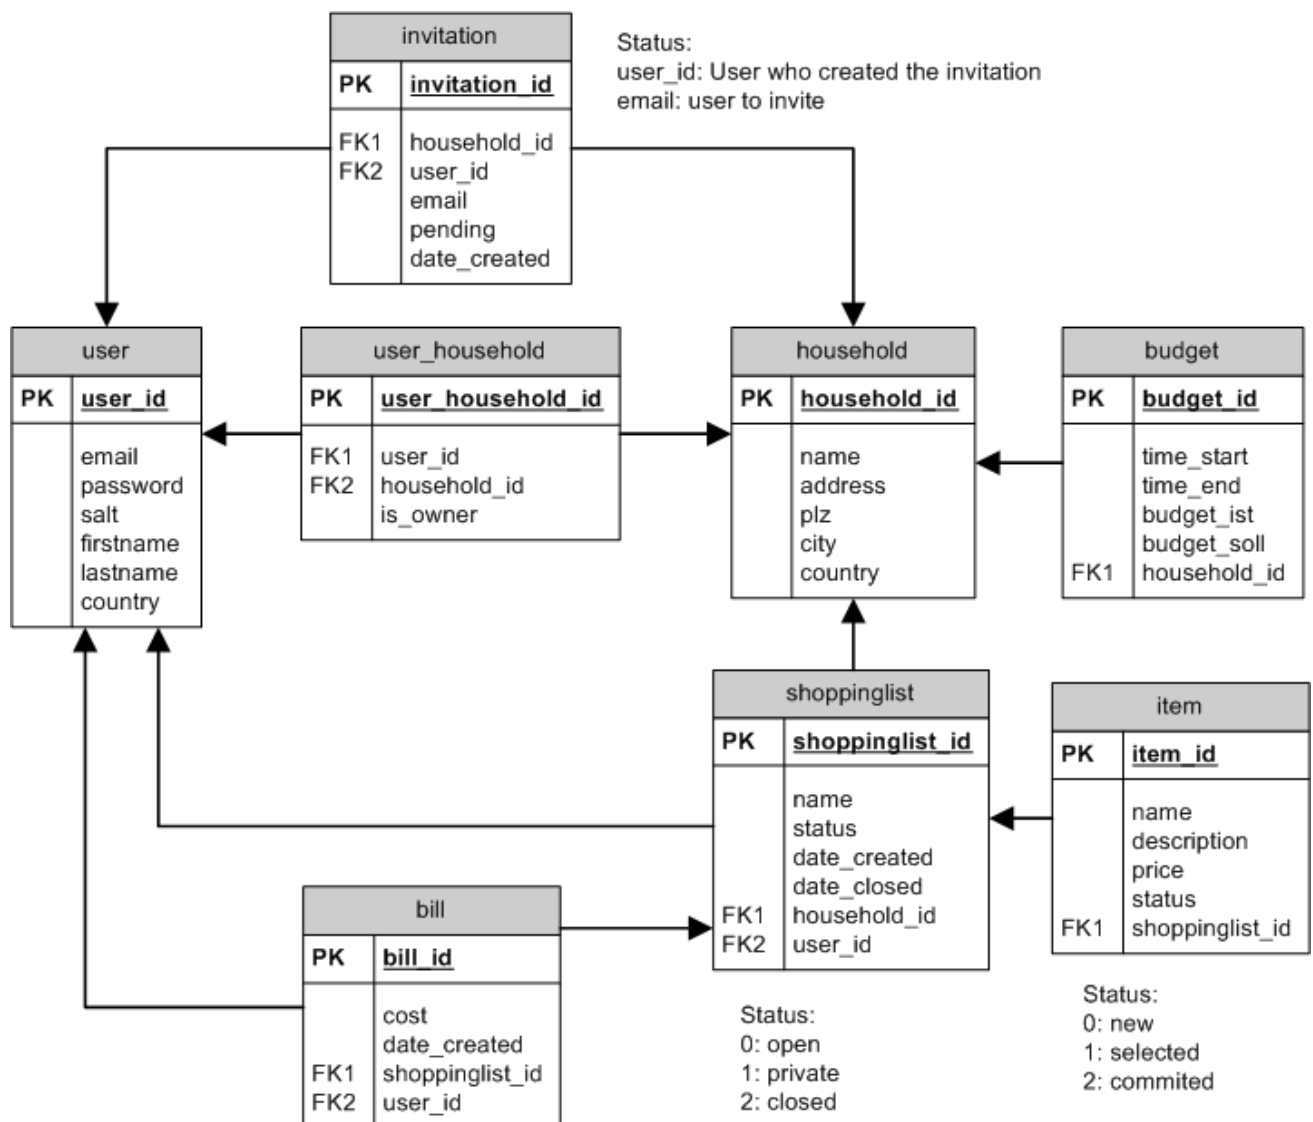 invitation
PK invitation_id
FK1 household_id
FK2 user_id
email
pending
date_created
Status:
user_id: User who created the invitation
email: user to invite
user
PK user_id
email
password
salt
firstname
lastname
country
user_household
PK user_household_id
FK1 user_id
FK2 household_id
is_owner
household
PK household_id
name
address
plz
city
country
budget
PK budget_id
time_start
time_end
budget_ist
budget_soll
FK1 household_id
shoppinglist
PK shoppinglist_id
name
status
date_created
date_closed
FK1 household_id
FK2 user_id
item
PK item_id
name
description
price
status
FK1 shoppinglist_id
bill
PK bill_id
cost
date_created
FK1 shoppinglist_id
FK2 user_id
Status:
0: open
1: private
2: closed
Status:
0: new
1: selected
2: commited